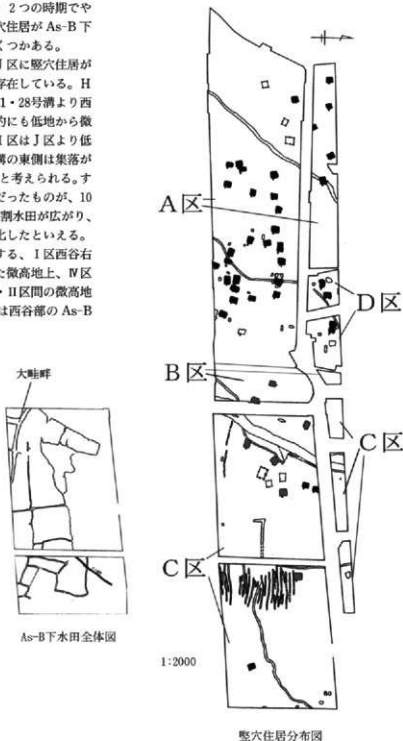 2つの時期でや
穴住居がAs-B下
くつかある。
J区に竪穴住居が
存在している。H
1・28号溝より西
的にも低地から微
I区はJ区より低
溝の東側は集落が
と考えられる。す
だったものが、10
割水田が広がり、
化したといえる。
する、I区西谷右
た微高地上、Ⅳ区
・Ⅱ区間の微高地
は西谷部のAs-B
A区
D区
B区
C区
C区
大畦畔
As-B下水田全体図
1:2000
竪穴住居分布図